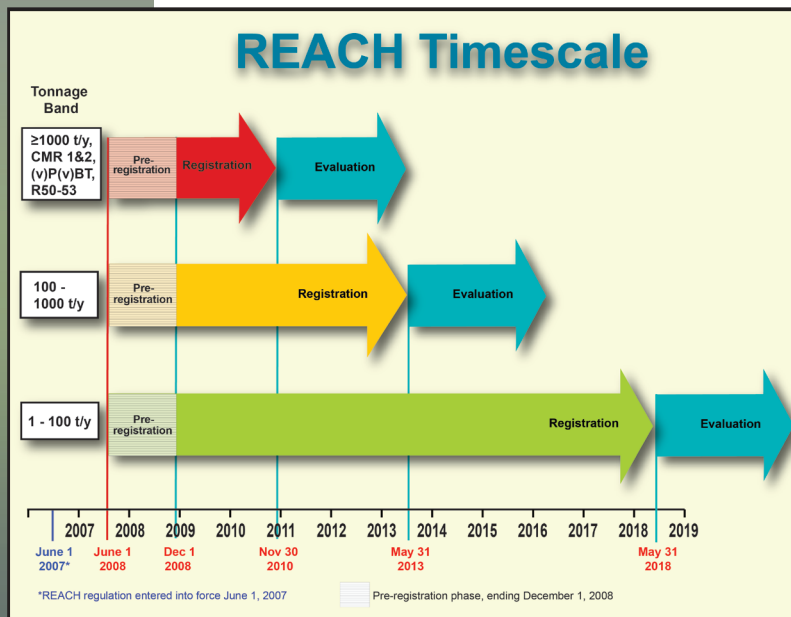 REACH Timescale
Tonnage
Band
≥1000 t/y,
CMR 1&2,
(v)P(v)BT,
R50-53
Pre-
registration
Registration
Evaluation
100 -
1000 t/y
Pre-
registration
Registration
Evaluation
1 - 100 t/y
Pre-
registration
Registration
Evaluation
2007 2008 2009 2010 2011 2012 2013 2014 2015 2016 2017 2018 2019
June 1
2007*
June 1
2008
Dec 1
2008
Nov 30
2010
May 31
2013
May 31
2018
*REACH regulation entered into force June 1, 2007
Pre-registration phase, ending December 1, 2008